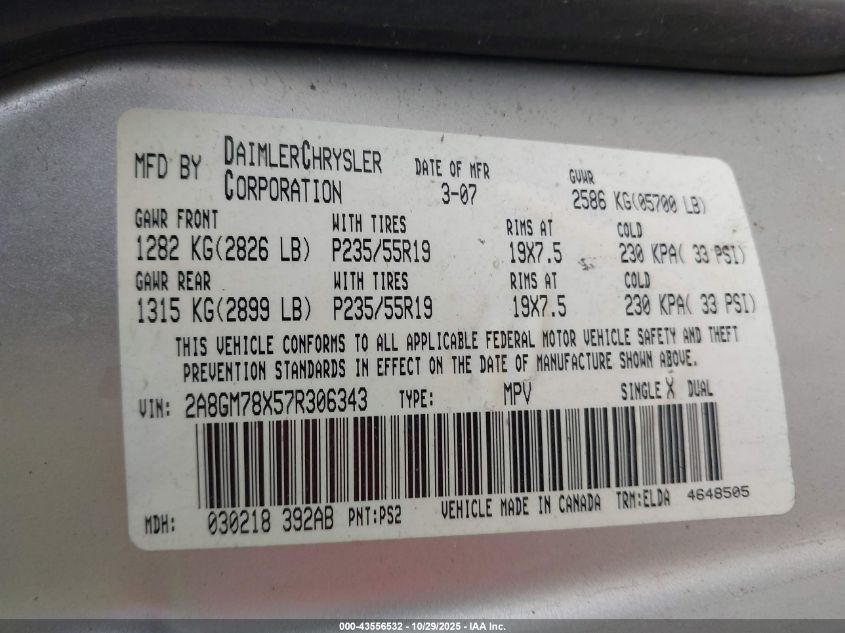 MFD BY DAIMLERCHRYSLER CORPORATION DATE OF MFR 3-07 GVWR 2586 KG(05700 LB)
GAWR FRONT WITH TIRES RIMS AT COLD
1282 KG(2826 LB) P235/55R19 19X7.5 230 KPA( 33 PSI)
GAWR REAR WITH TIRES RIMS AT COLD
1315 KG(2899 LB) P235/55R19 19X7.5 230 KPA( 33 PSI)
THIS VEHICLE CONFORMS TO ALL APPLICABLE FEDERAL MOTOR VEHICLE SAFETY AND THEFT
PREVENTION STANDARDS IN EFFECT ON THE DATE OF MANUFACTURE SHOWN ABOVE.
VIN: 2A8GM78X57R306343 TYPE: MPV SINGLE X DUAL
MDH: 030218 392AB PNT:PS2 VEHICLE MADE IN CANADA TRM:ELDA 4648505
000-43556532 - 10/29/2025 - IAA Inc.